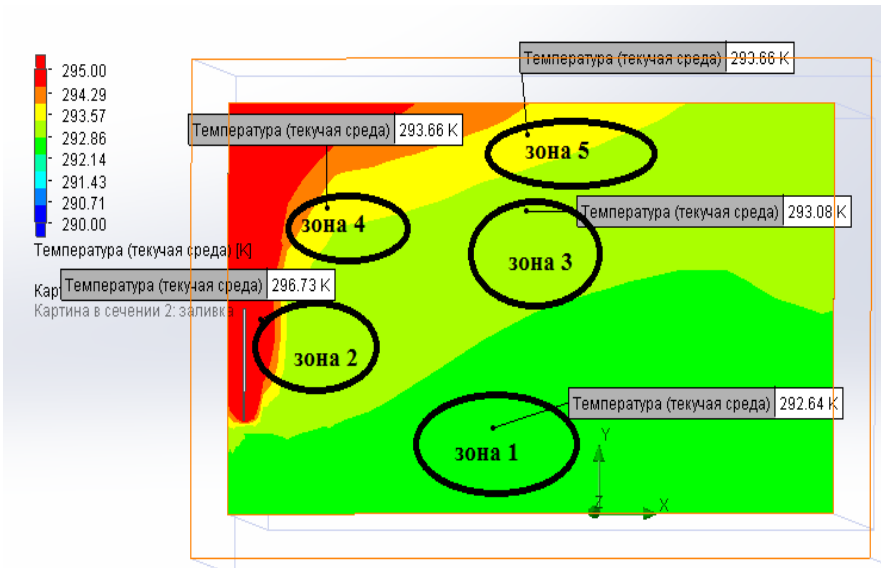 295.00
294.29
293.57
292.86
292.14
291.43
290.71
290.00
Температура (текучая среда) [K]
Карт
Картина в сечении 2: заливка
Температура (текучая среда) 293.66 K
Температура (текучая среда) 293.66 K
зона 5
зона 4
Температура (текучая среда) 293.08 K
зона 3
Температура (текучая среда) 296.73 K
зона 2
Температура (текучая среда) 292.64 K
зона 1
Y
Z
X